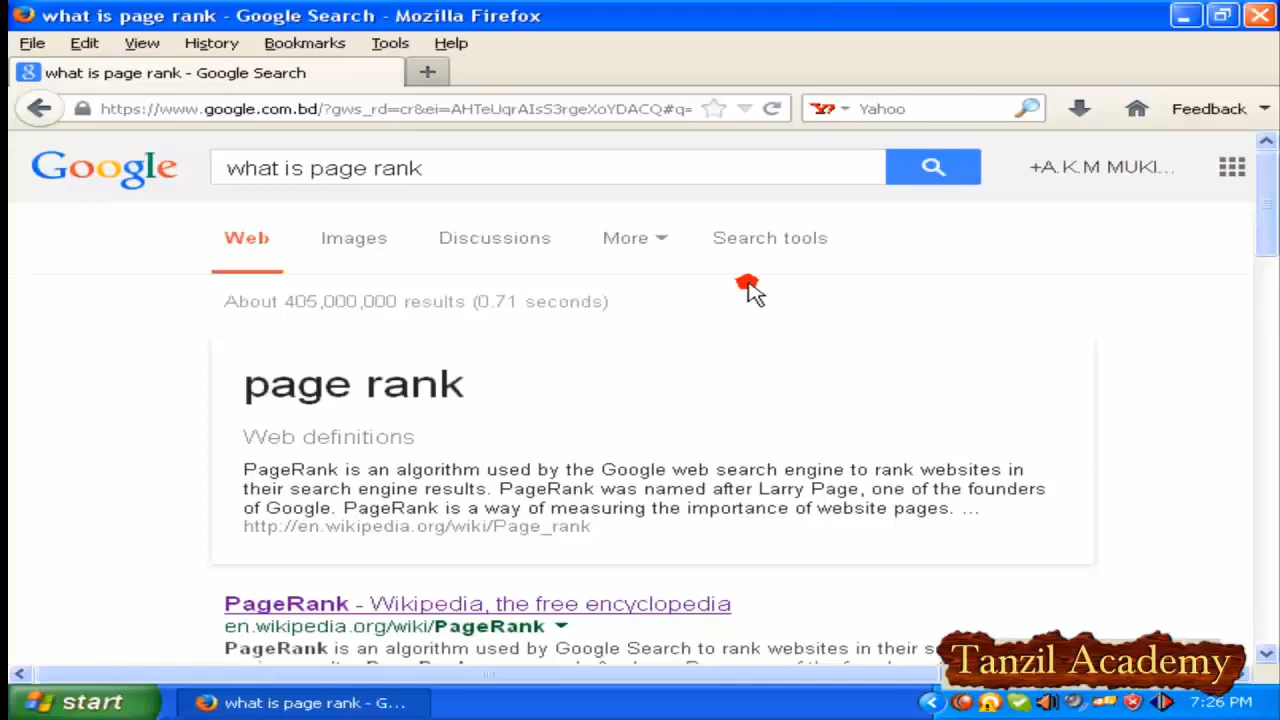 what is page rank - Google Search - Mozilla Firefox
File Edit View History Bookmarks Tools Help
what is page rank - Google Search
https://www.google.com.bd/?gws_rd=cr&ei=AHTeUqrAIsS3rgeXoYDACQ#q= Yahoo Feedback
Google what is page rank +A.K.M MUKI...
Web Images Discussions More Search tools
About 405,000,000 results (0.71 seconds)
page rank
Web definitions
PageRank is an algorithm used by the Google web search engine to rank websites in
their search engine results. PageRank was named after Larry Page, one of the founders
of Google. PageRank is a way of measuring the importance of website pages. ...
http://en.wikipedia.org/wiki/Page_rank
PageRank - Wikipedia, the free encyclopedia
en.wikipedia.org/wiki/PageRank
PageRank is an algorithm used by Google Search to rank websites in their s
Tanzil Academy
start what is page rank - G... 7:26 PM